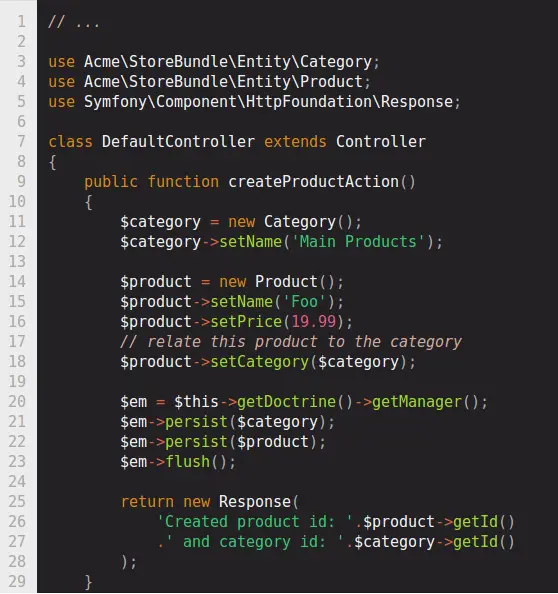 1 // ...
2
3 use Acme\StoreBundle\Entity\Category;
4 use Acme\StoreBundle\Entity\Product;
5 use Symfony\Component\HttpFoundation\Response;
6
7 class DefaultController extends Controller
8 {
9     public function createProductAction()
10     {
11         $category = new Category();
12         $category->setName('Main Products');
13
14         $product = new Product();
15         $product->setName('Foo');
16         $product->setPrice(19.99);
17         // relate this product to the category
18         $product->setCategory($category);
19
20         $em = $this->getDoctrine()->getManager();
21         $em->persist($category);
22         $em->persist($product);
23         $em->flush();
24
25         return new Response(
26             'Created product id: '.$product->getId()
27             .' and category id: '.$category->getId()
28         );
29     }